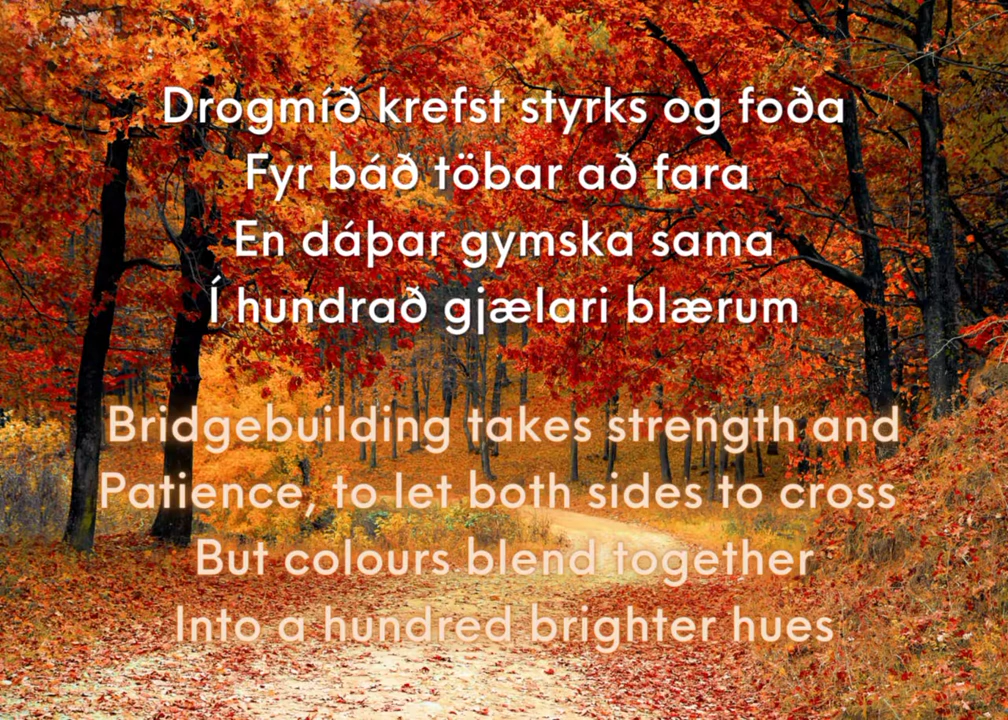 Drogmíð krefst styrks og foða
Fyr báð töbar að fara
En dáþar gymska sama
Í hundrað gjælari blærum
Bridgebuilding takes strength and
Patience, to let both sides to cross
But colours blend together
Into a hundred brighter hues